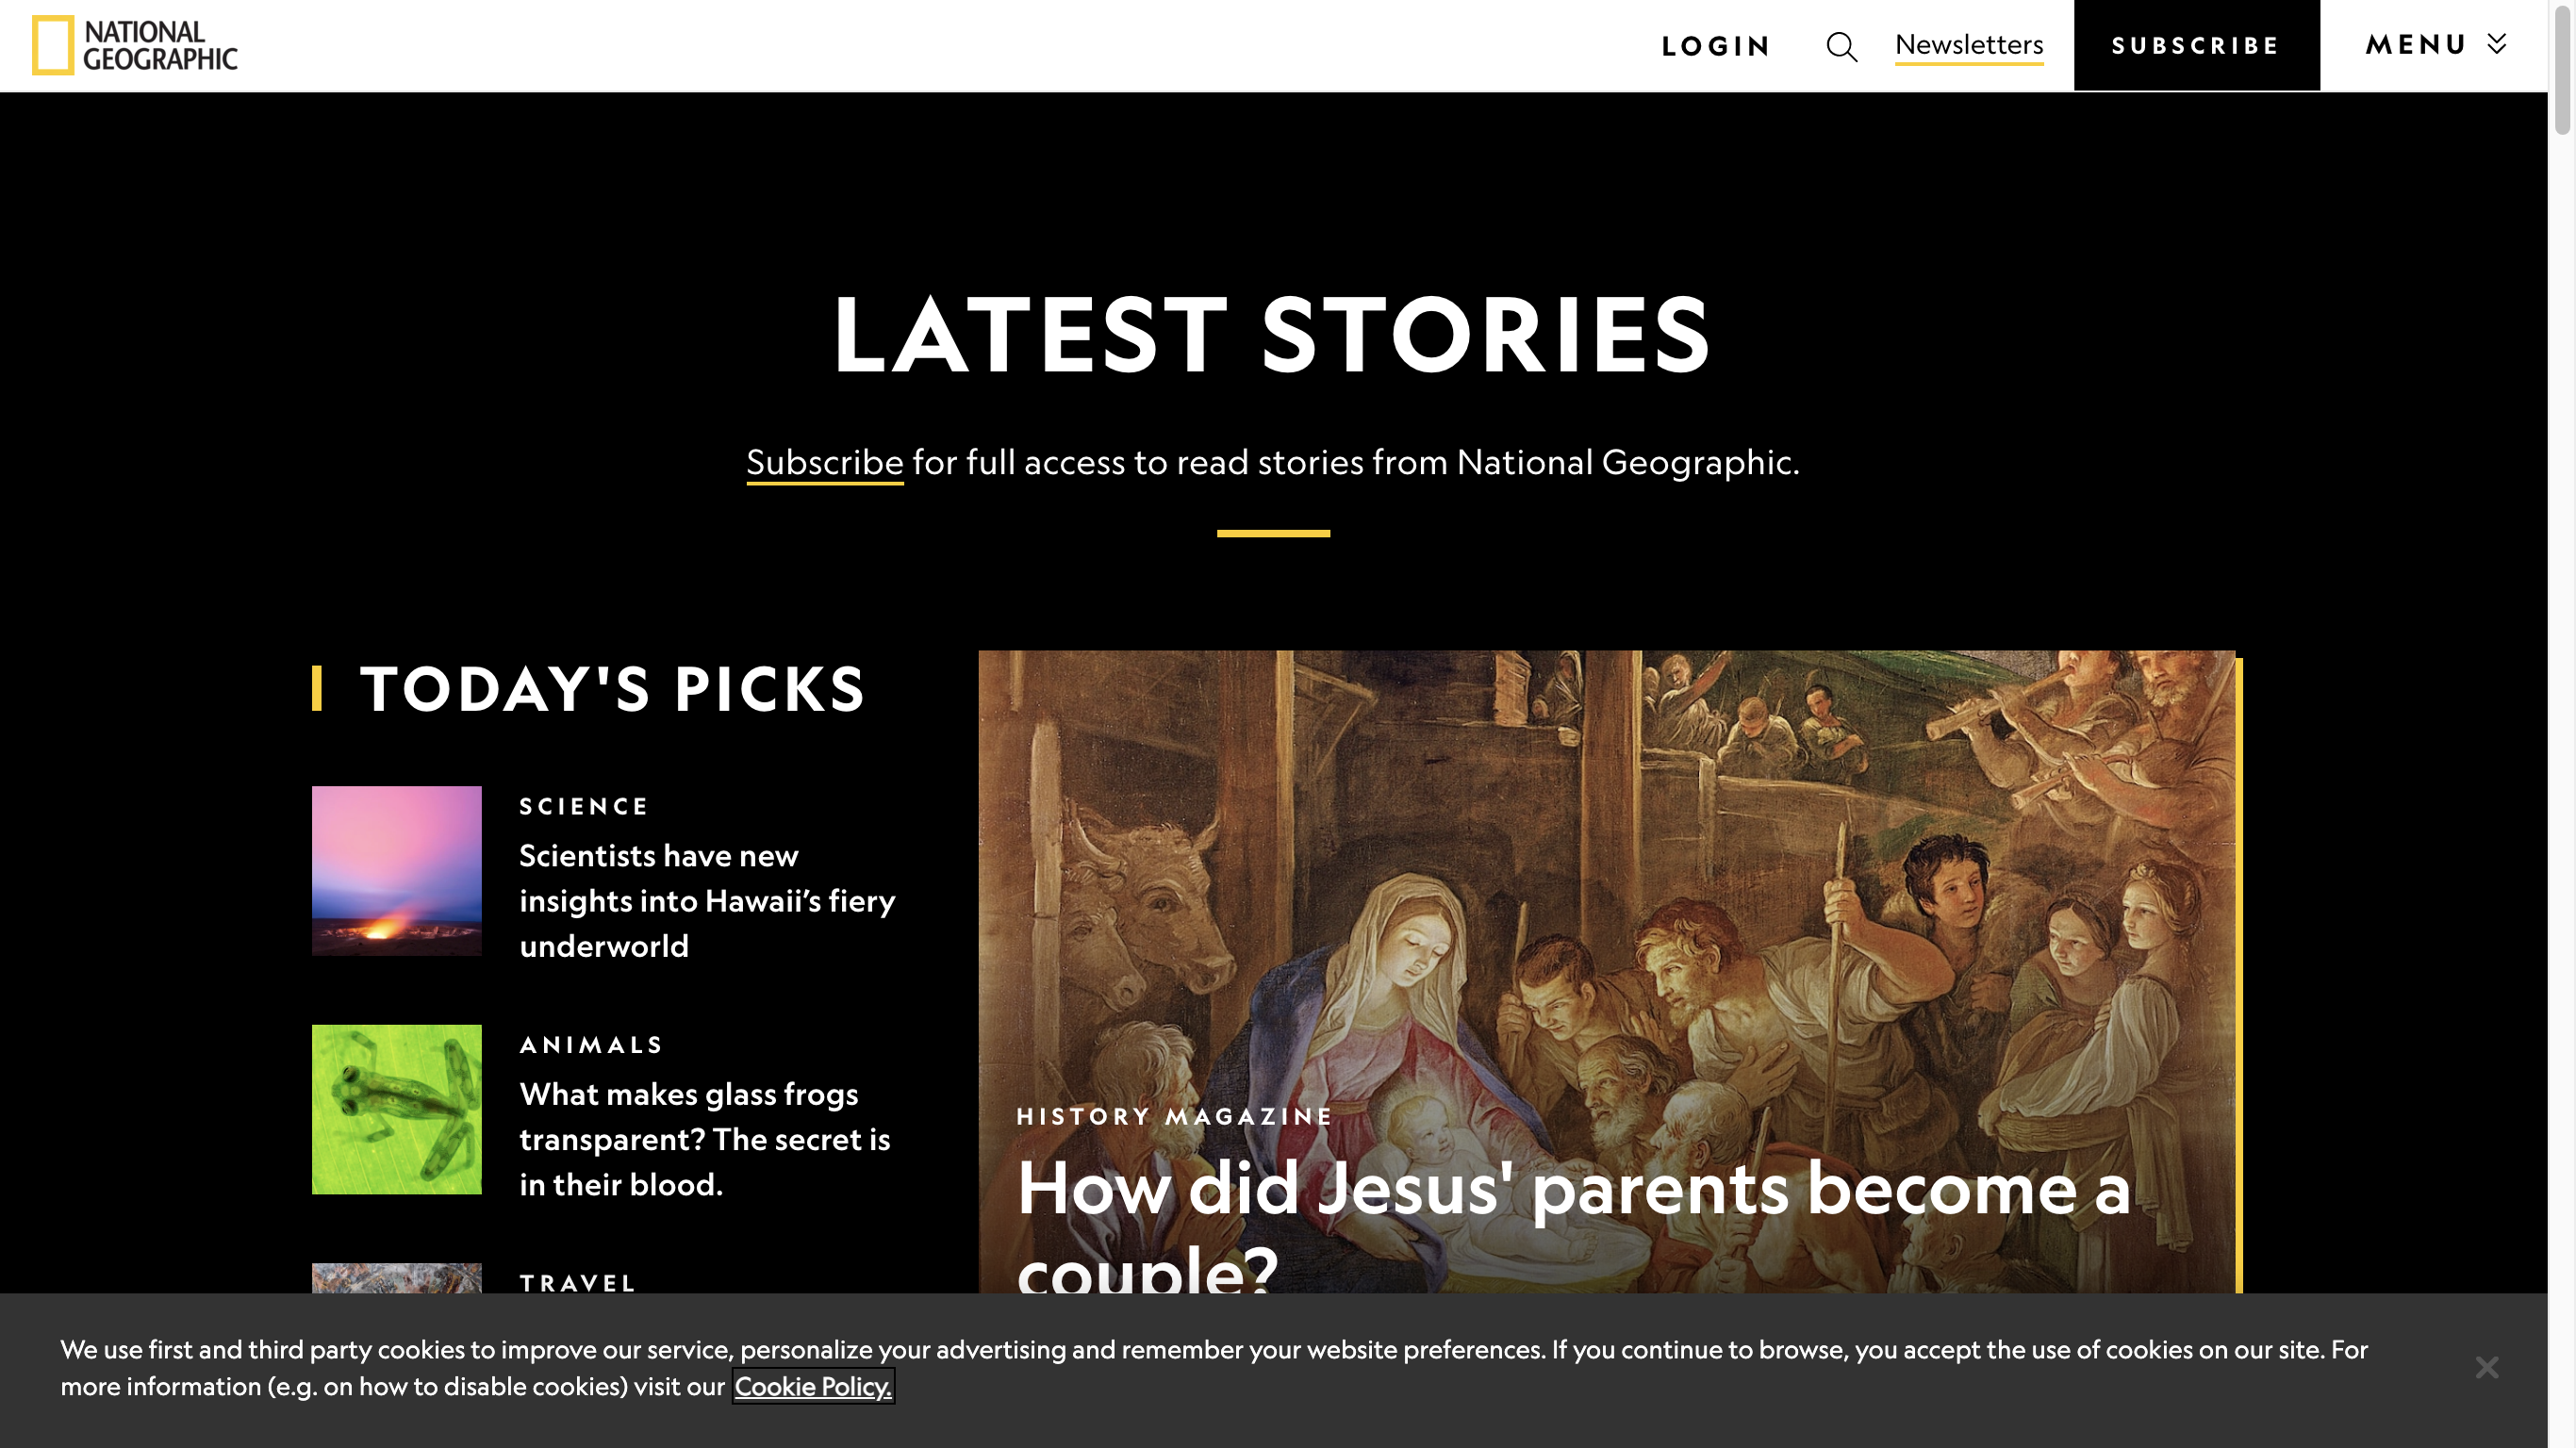 NATIONAL
GEOGRAPHIC
LOGIN
Newsletters
SUBSCRIBE
MENU
LATEST STORIES
Subscribe for full access to read stories from National Geographic.
TODAY'S PICKS
SCIENCE
Scientists have new
insights into Hawaii’s fiery
underworld
ANIMALS
What makes glass frogs
transparent? The secret is
in their blood.
TRAVEL
HISTORY MAGAZINE
How did Jesus' parents become a
couple?
We use first and third party cookies to improve our service, personalize your advertising and remember your website preferences. If you continue to browse, you accept the use of cookies on our site. For
more information (e.g. on how to disable cookies) visit our Cookie Policy.